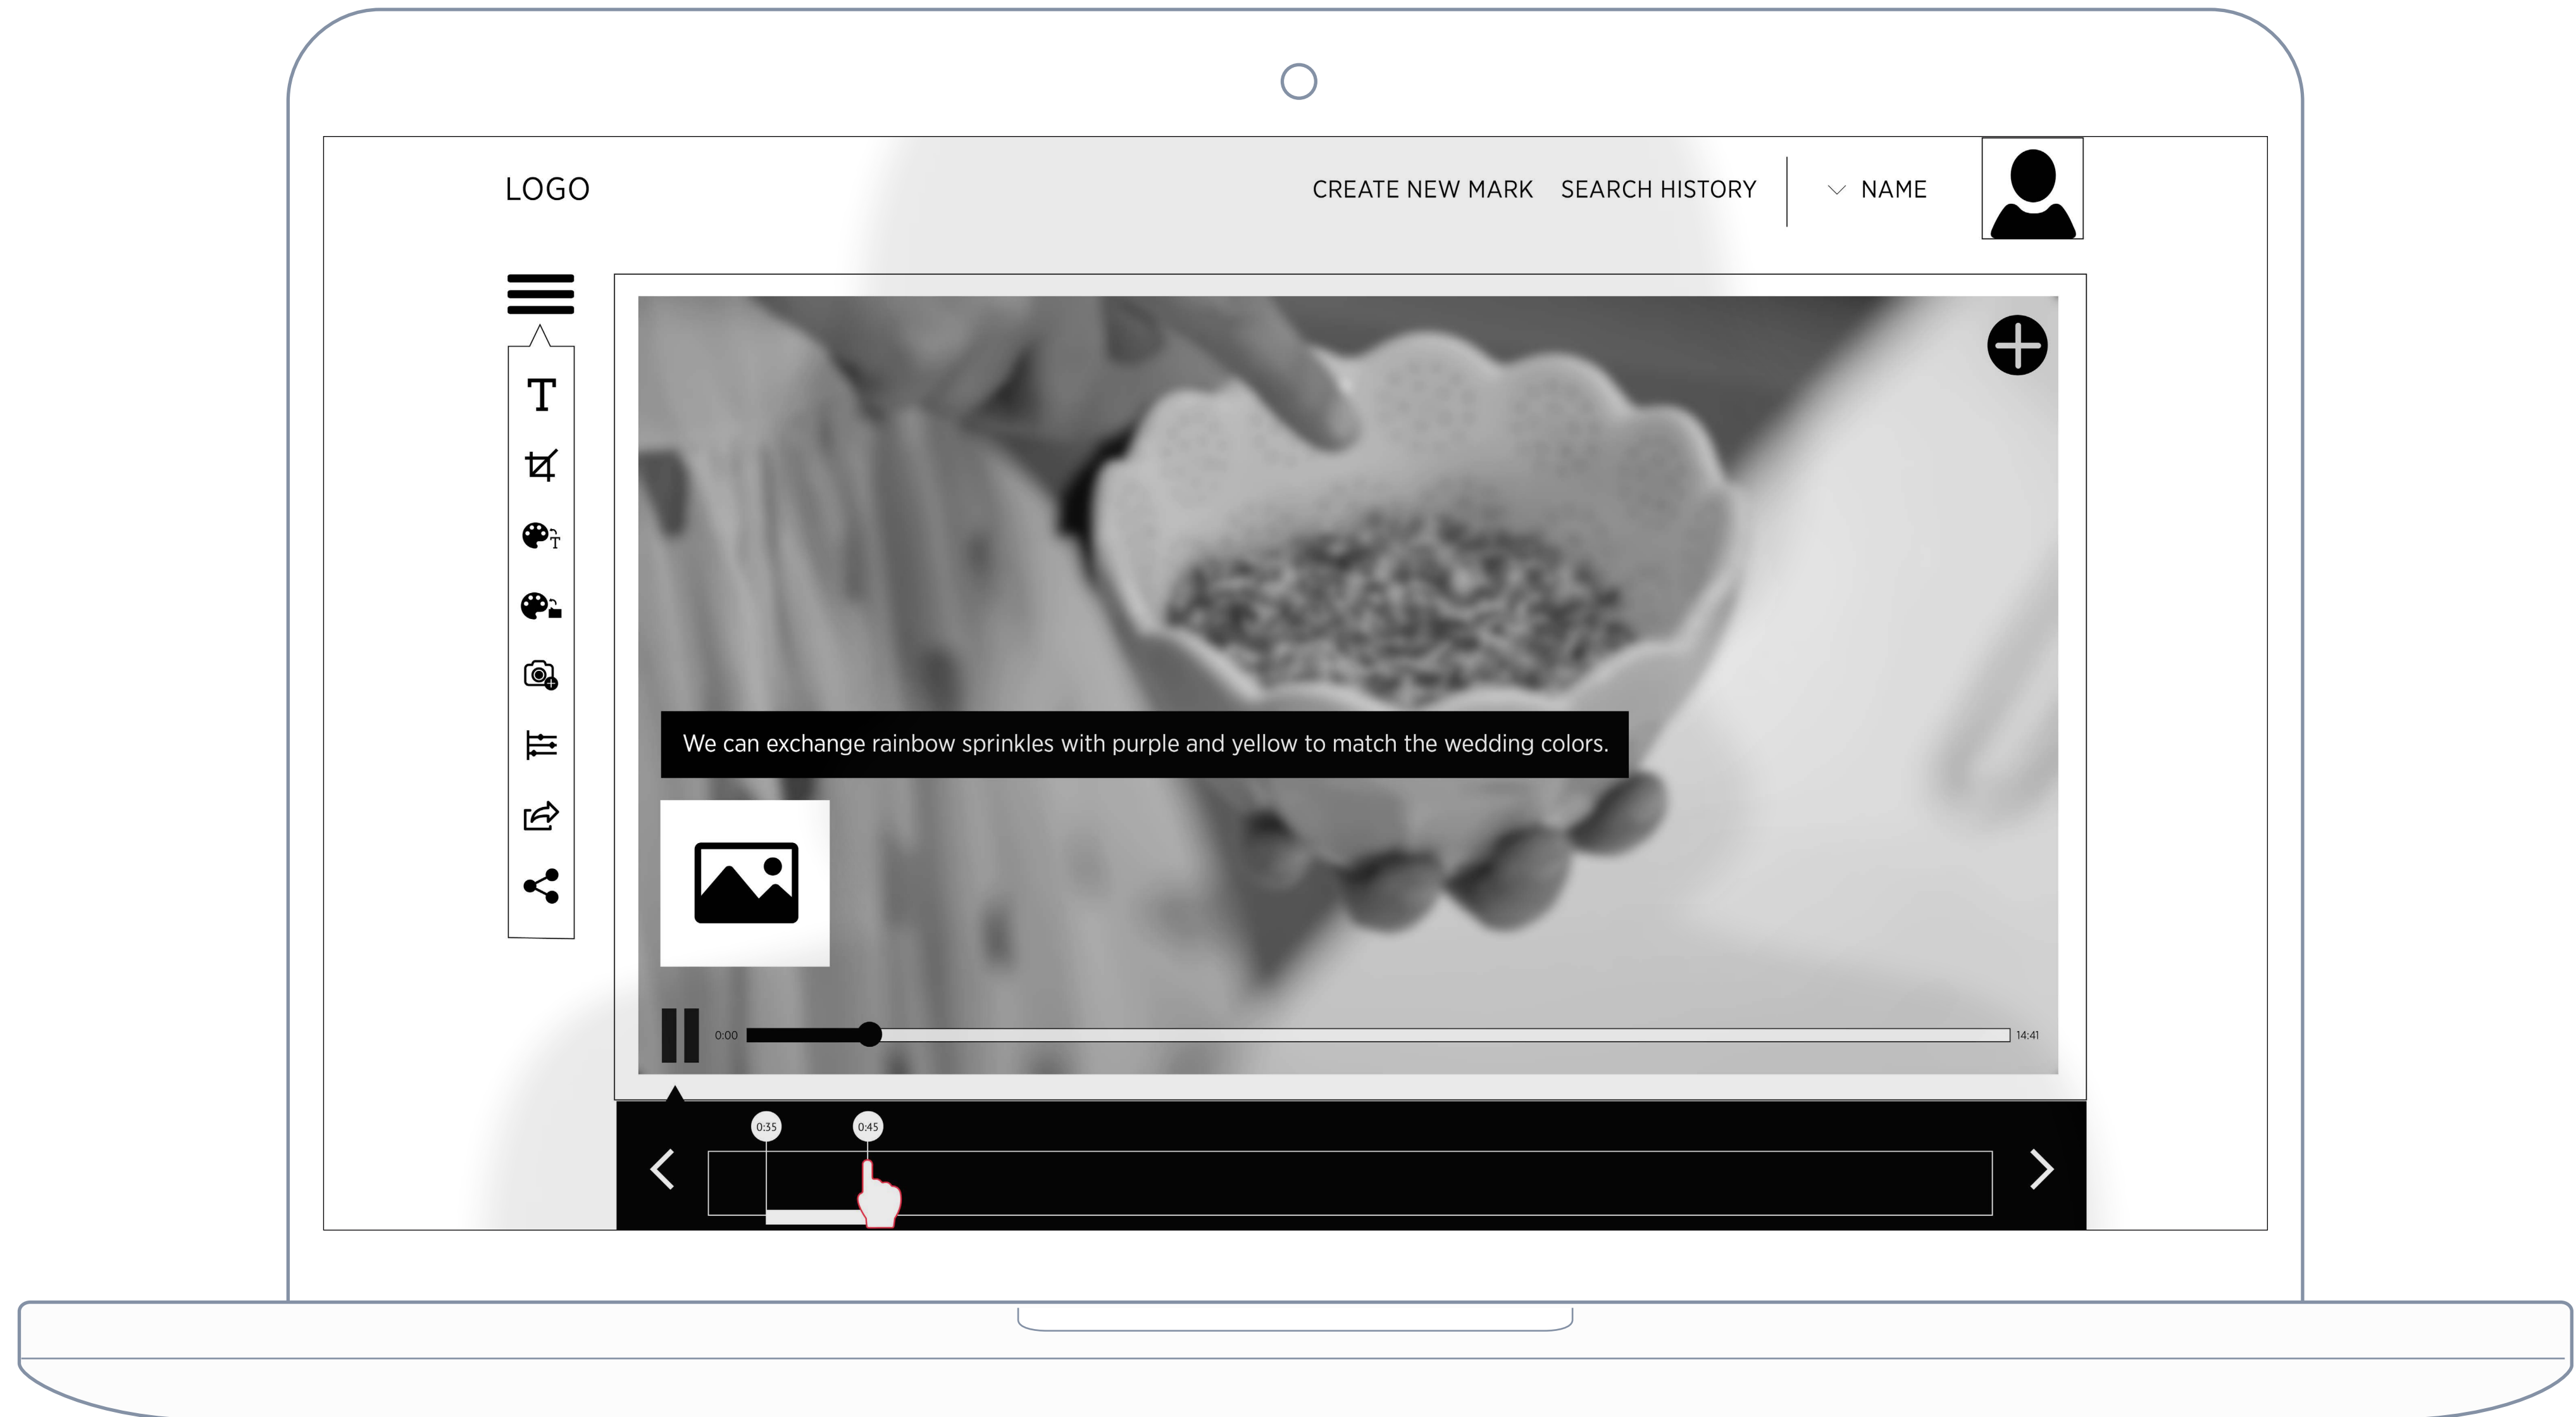 LOGO
CREATE NEW MARK SEARCH HISTORY NAME
T
T
We can exchange rainbow sprinkles with purple and yellow to match the wedding colors.
0:00 14:41
0:35 0:45